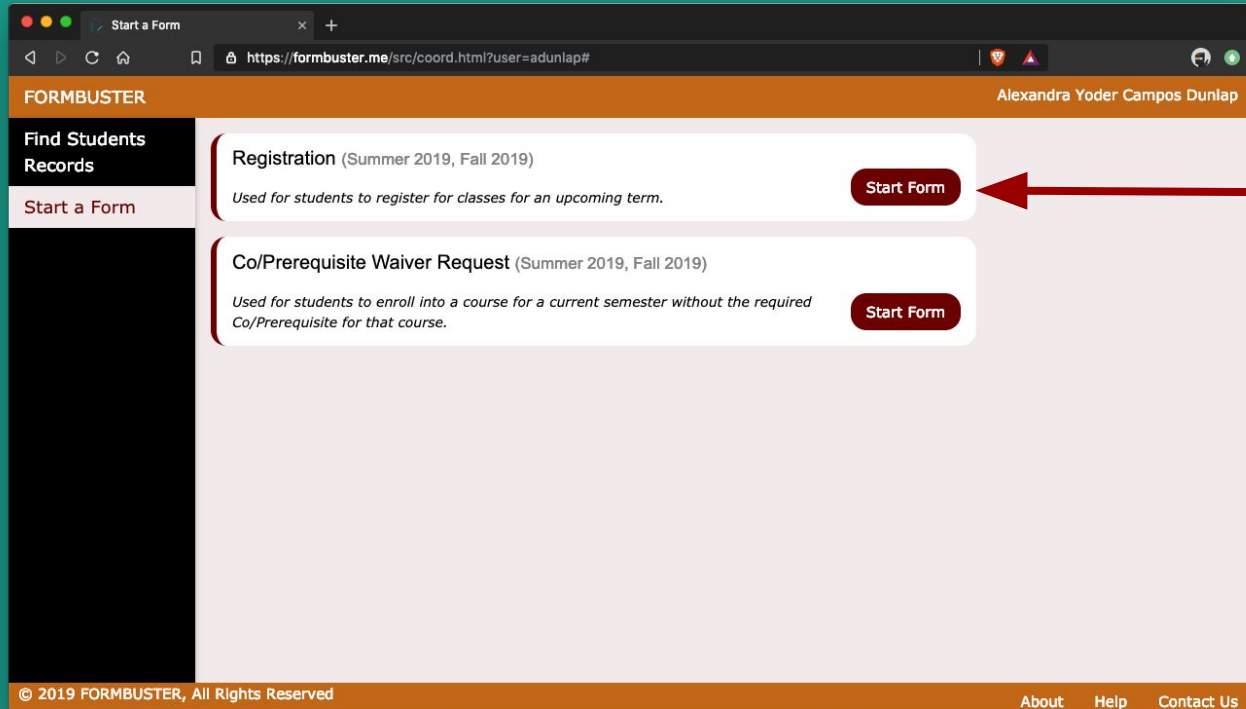 Start a Form
https://formbuster.me/src/coord.html?user=adunlap#
FORMBUSTER
Alexandra Yoder Campos Dunlap
Find Students
Records
Start a Form
Registration (Summer 2019, Fall 2019)
Used for students to register for classes for an upcoming term.
Start Form
Co/Prerequisite Waiver Request (Summer 2019, Fall 2019)
Used for students to enroll into a course for a current semester without the required
Co/Prerequisite for that course.
Start Form
© 2019 FORMBUSTER, All Rights Reserved
About Help Contact Us